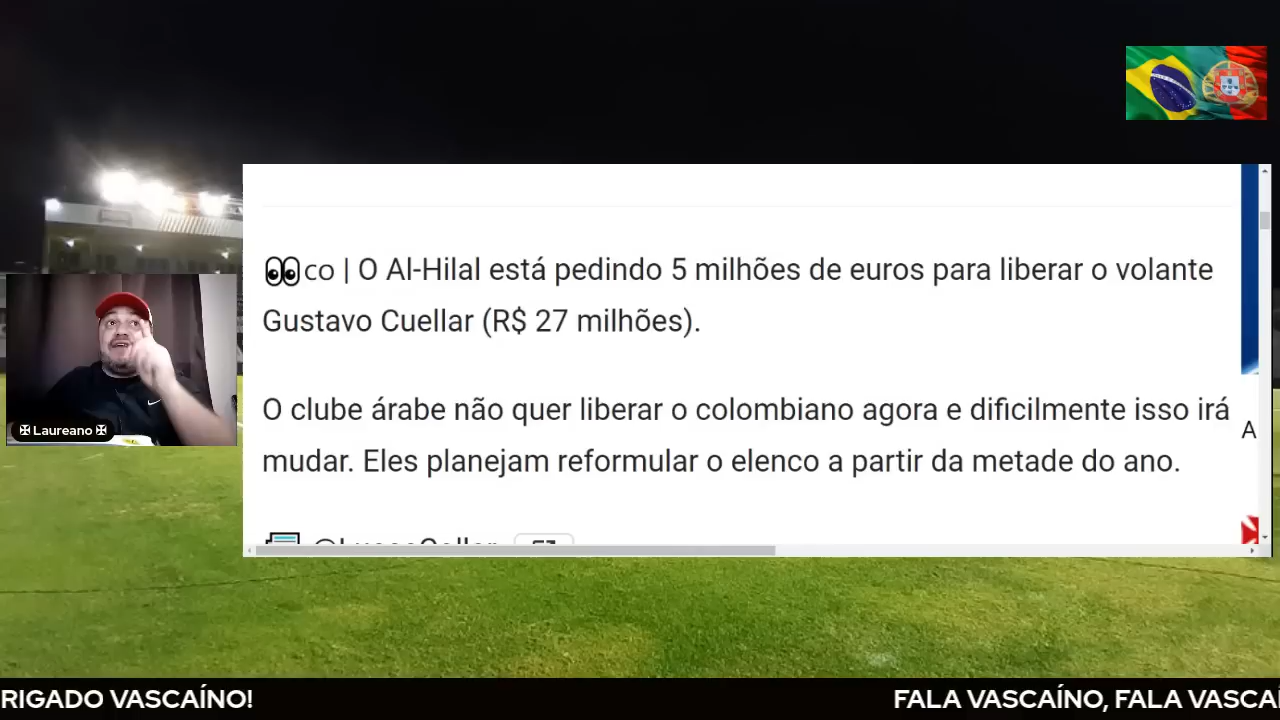 co | O Al-Hilal está pedindo 5 milhões de euros para liberar o volante
Gustavo Cuellar (R$ 27 milhões).
O clube árabe não quer liberar o colombiano agora e dificilmente isso irá
mudar. Eles planejam reformular o elenco a partir da metade do ano.
A
✠ Laureano ✠
RIGADO VASCAÍNO!
FALA VASCAÍNO, FALA VASCAÍ